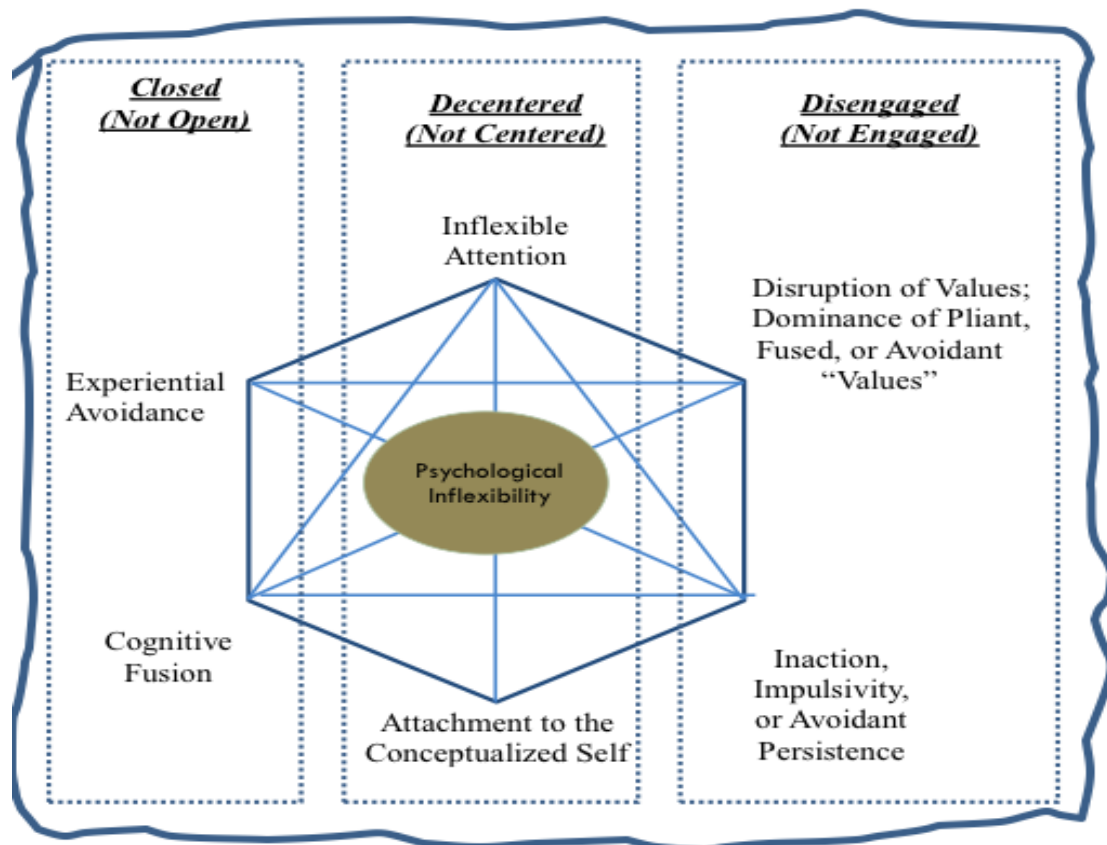 Closed
(Not Open)
Decentered
(Not Centered)
Disengaged
(Not Engaged)
Inflexible
Attention
Disruption of Values;
Dominance of Pliant,
Fused, or Avoidant
“Values”
Experiential
Avoidance
Psychological
Inflexibility
Cognitive
Fusion
Attachment to the
Conceptualized Self
Inaction,
Impulsivity,
or Avoidant
Persistence